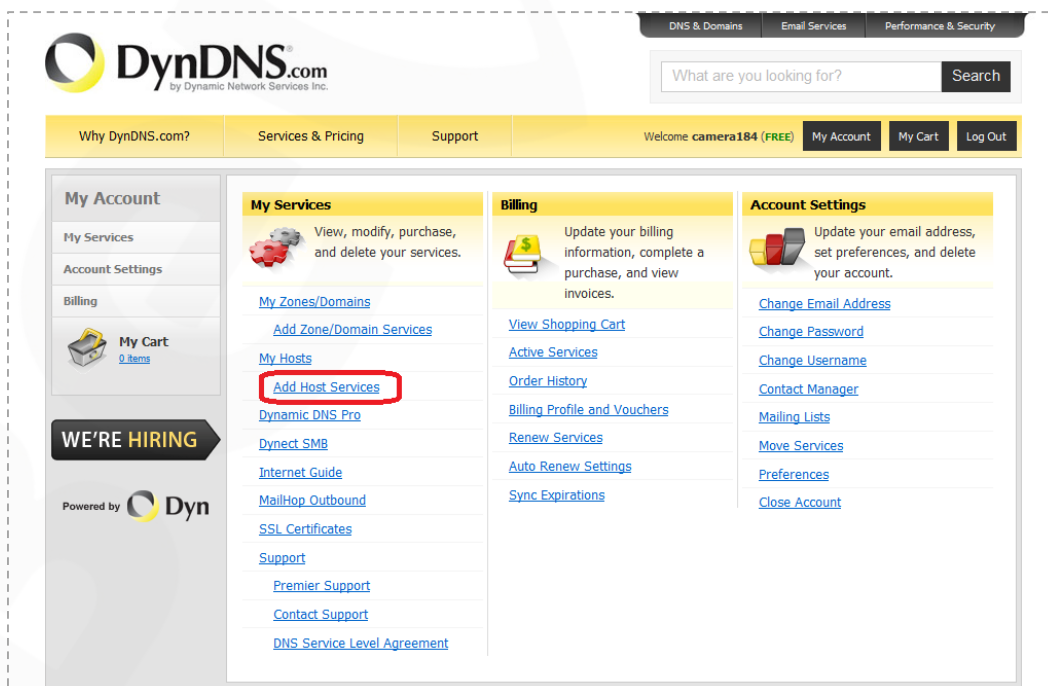 DNS & Domains
Email Services
Performance & Security
DynDNS.com
by Dynamic Network Services Inc.
What are you looking for?
Search
Why DynDNS.com?
Services & Pricing
Support
Welcome camera184 (FREE)
My Account
My Cart
Log Out
My Account
My Services
Account Settings
Billing
My Cart
0 items
WE'RE HIRING
Powered by Dyn
My Services
View, modify, purchase,
and delete your services.
My Zones/Domains
Add Zone/Domain Services
My Hosts
Add Host Services
Dynamic DNS Pro
Dynect SMB
Internet Guide
MailHop Outbound
SSL Certificates
Support
Premier Support
Contact Support
DNS Service Level Agreement
Billing
Update your billing
information, complete a
purchase, and view
invoices.
View Shopping Cart
Active Services
Order History
Billing Profile and Vouchers
Renew Services
Auto Renew Settings
Sync Expirations
Account Settings
Update your email address,
set preferences, and delete
your account.
Change Email Address
Change Password
Change Username
Contact Manager
Mailing Lists
Move Services
Preferences
Close Account